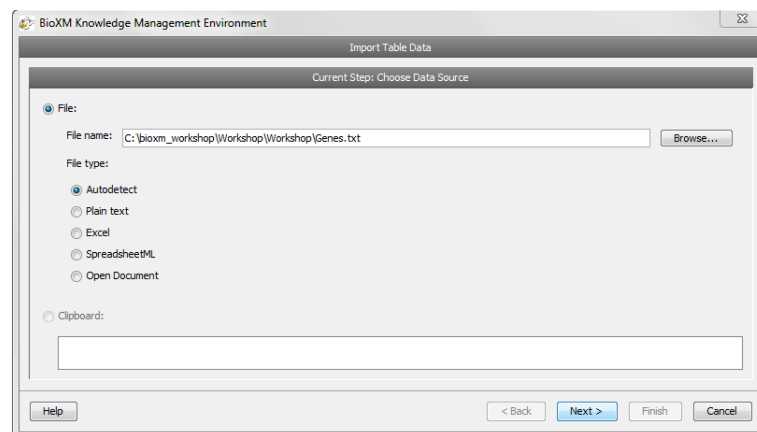 BioXM Knowledge Management Environment
Import Table Data
Current Step: Choose Data Source
File:
File name: C:\bioxm_workshop\Workshop\Workshop\Genes.txt Browse...
File type:
Autodetect
Plain text
Excel
SpreadsheetML
Open Document
Clipboard:
Help < Back Next > Finish Cancel